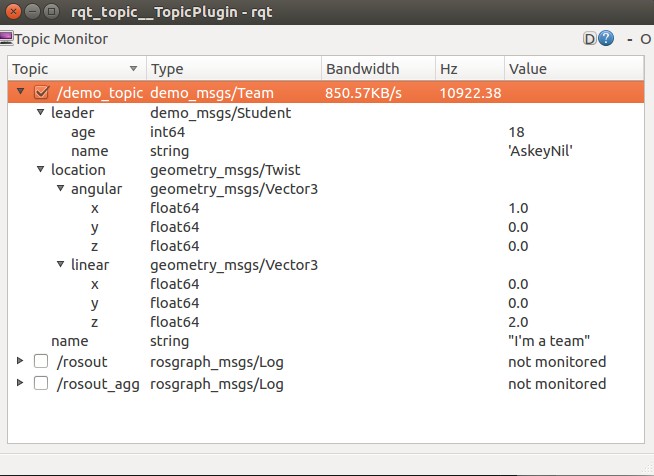 rqt_topic__TopicPlugin - rqt
Topic Monitor D ? - O
Topic Type Bandwidth Hz Value
/demo_topic demo_msgs/Team 850.57KB/s 10922.38
leader demo_msgs/Student
age int64 18
name string 'AskeyNil'
location geometry_msgs/Twist
angular geometry_msgs/Vector3
x float64 1.0
y float64 0.0
z float64 0.0
linear geometry_msgs/Vector3
x float64 0.0
y float64 0.0
z float64 2.0
name string "I'm a team"
/rosout rosgraph_msgs/Log not monitored
/rosout_agg rosgraph_msgs/Log not monitored